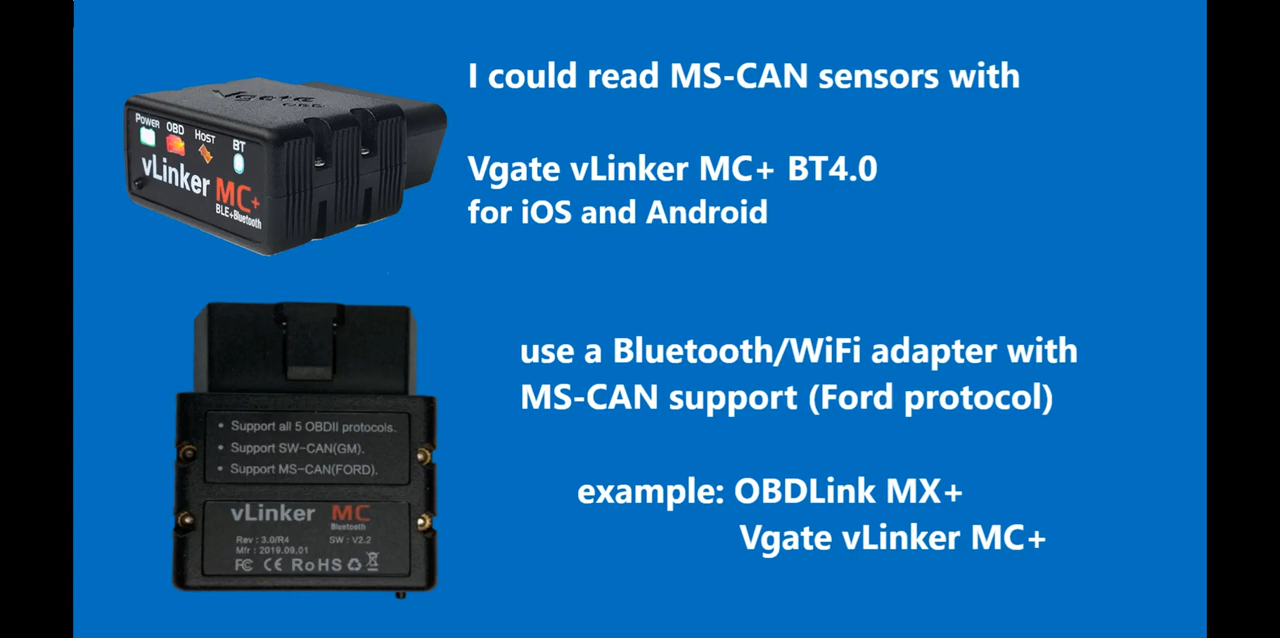 I could read MS-CAN sensors with
Vgate vLinker MC+ BT4.0
for iOS and Android
Vgate
OBD
POWER OBD HOST BT
vLinker MC+
BLE+Bluetooth
use a Bluetooth/WiFi adapter with
MS-CAN support (Ford protocol)
example: OBDLink MX+
Vgate vLinker MC+
• Support all 5 OBDII protocols.
• Support SW-CAN(GM).
• Support MS-CAN(FORD).
vLinker MC
Bluetooth
Rev : 3.0/R4 SW : V2.2
Mfr : 2019.09.01
FC CE RoHS